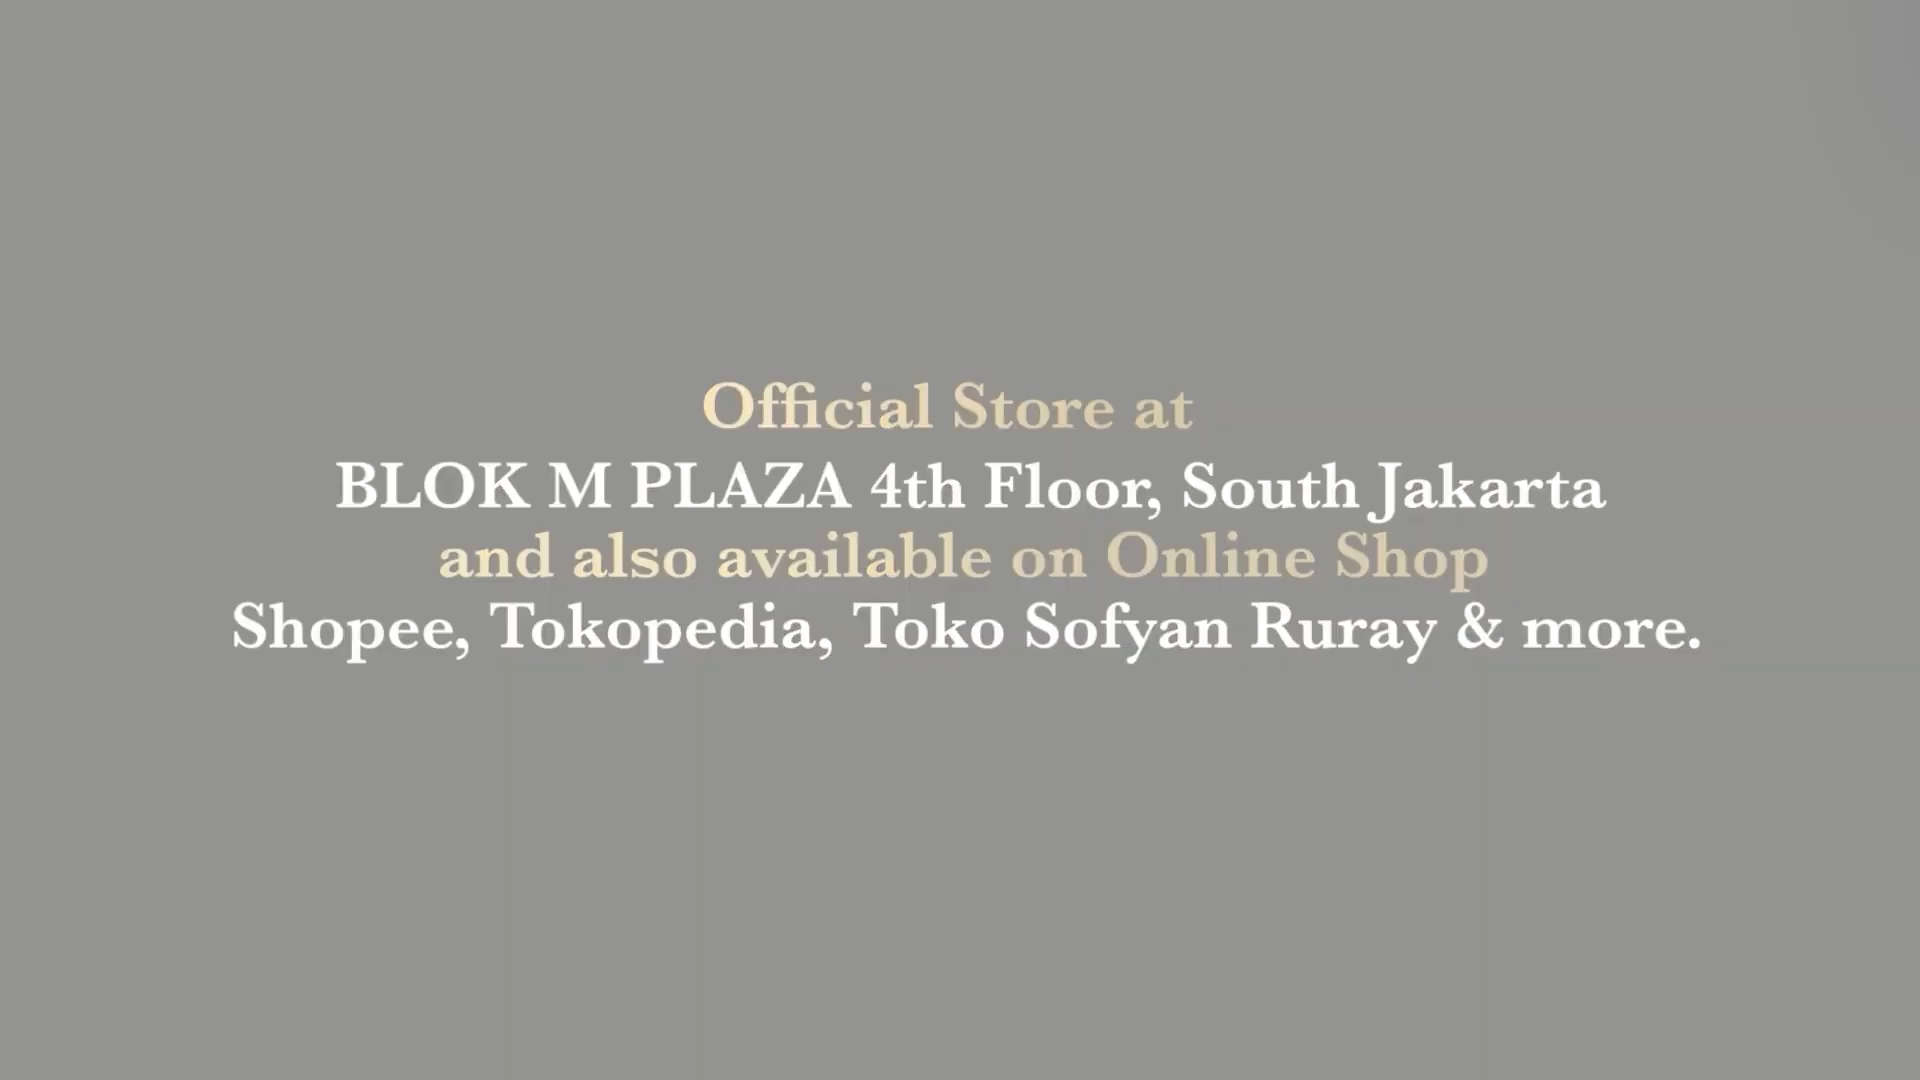 Official Store at
BLOK M PLAZA 4th Floor, South Jakarta
and also available on Online Shop
Shopee, Tokopedia, Toko Sofyan Ruray & more.